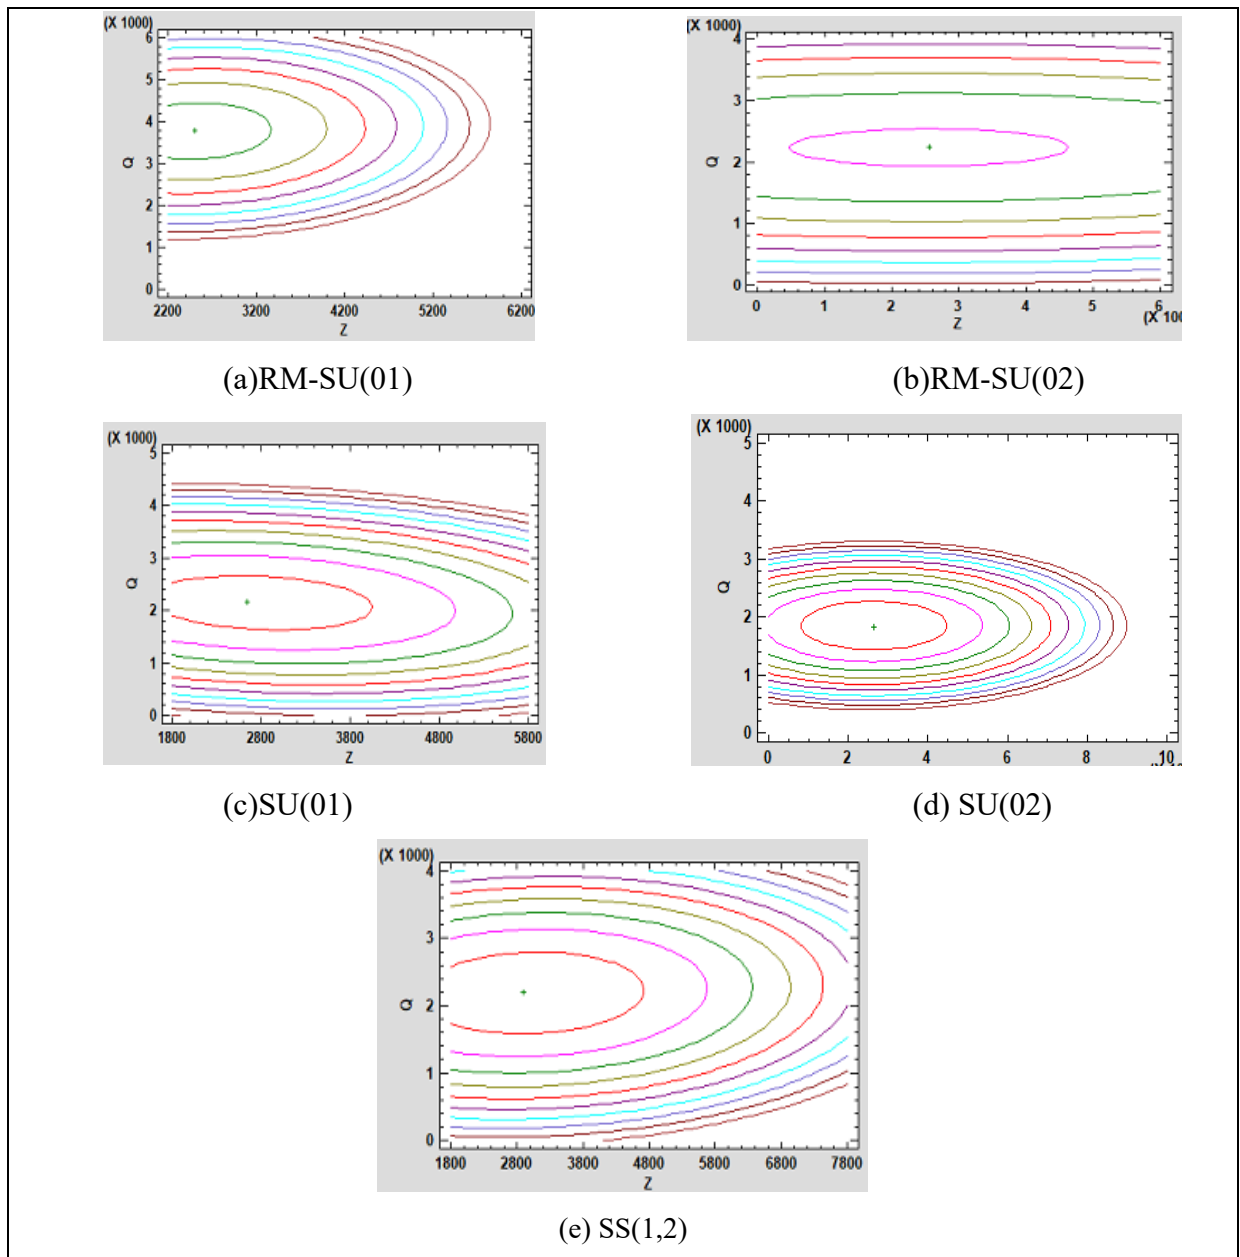 (X 1000)
6
5
4
3
2
1
0
Q
2200 3200 4200 5200 6200
Z
(a)RM-SU(01)
(X 1000)
4
3
2
1
0
Q
0 1 2 3 4 5 6
Z
(b)RM-SU(02)
(X 1000)
5
4
3
2
1
0
Q
1800 2800 3800 4800 5800
Z
(c)SU(01)
(X 1000)
5
4
3
2
1
0
Q
0 2 4 6 8 10
(d) SU(02)
(X 1000)
4
3
2
1
0
Q
1800 2800 3800 4800 5800 6800 7800
Z
(e) SS(1,2)